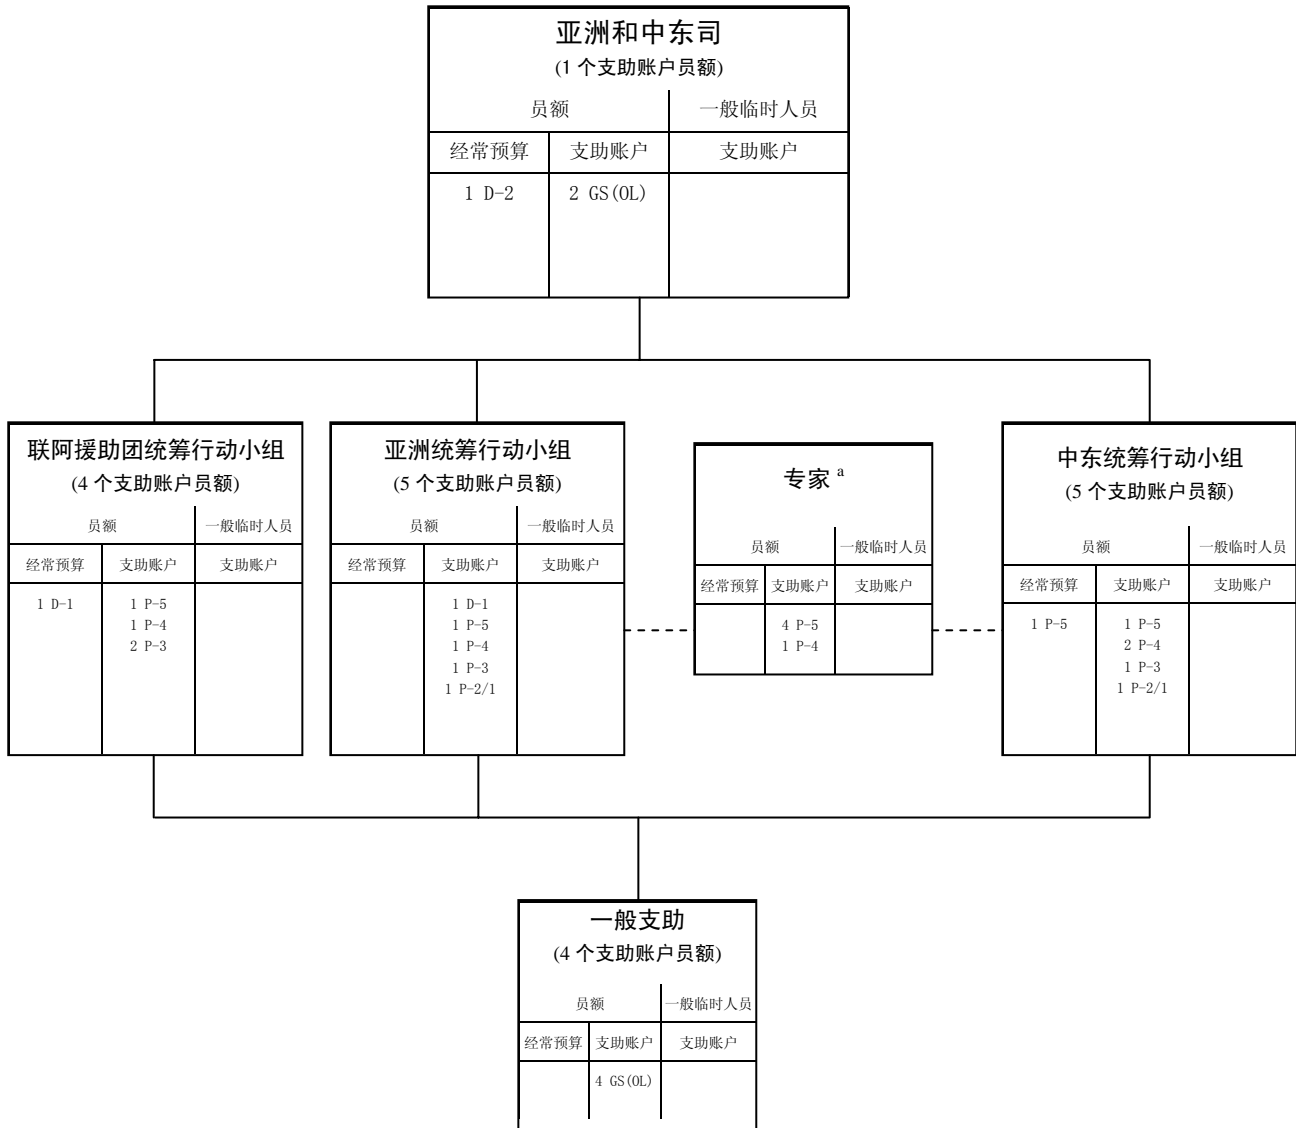 亚洲和中东司
(1 个支助账户员额)
员额 一般临时人员
经常预算 支助账户 支助账户
1 D-2 2 GS(OL)
联阿援助团统筹行动小组
(4 个支助账户员额)
员额 一般临时人员
经常预算 支助账户 支助账户
1 D-1 1 P-5
1 P-4
2 P-3
亚洲统筹行动小组
(5 个支助账户员额)
员额 一般临时人员
经常预算 支助账户 支助账户
1 D-1
1 P-5
1 P-4
1 P-3
1 P-2/1
专家 a
员额 一般临时人员
经常预算 支助账户 支助账户
4 P-5
1 P-4
中东统筹行动小组
(5 个支助账户员额)
员额 一般临时人员
经常预算 支助账户 支助账户
1 P-5 1 P-5
2 P-4
1 P-3
1 P-2/1
一般支助
(4 个支助账户员额)
员额 一般临时人员
经常预算 支助账户 支助账户
4 GS(OL)